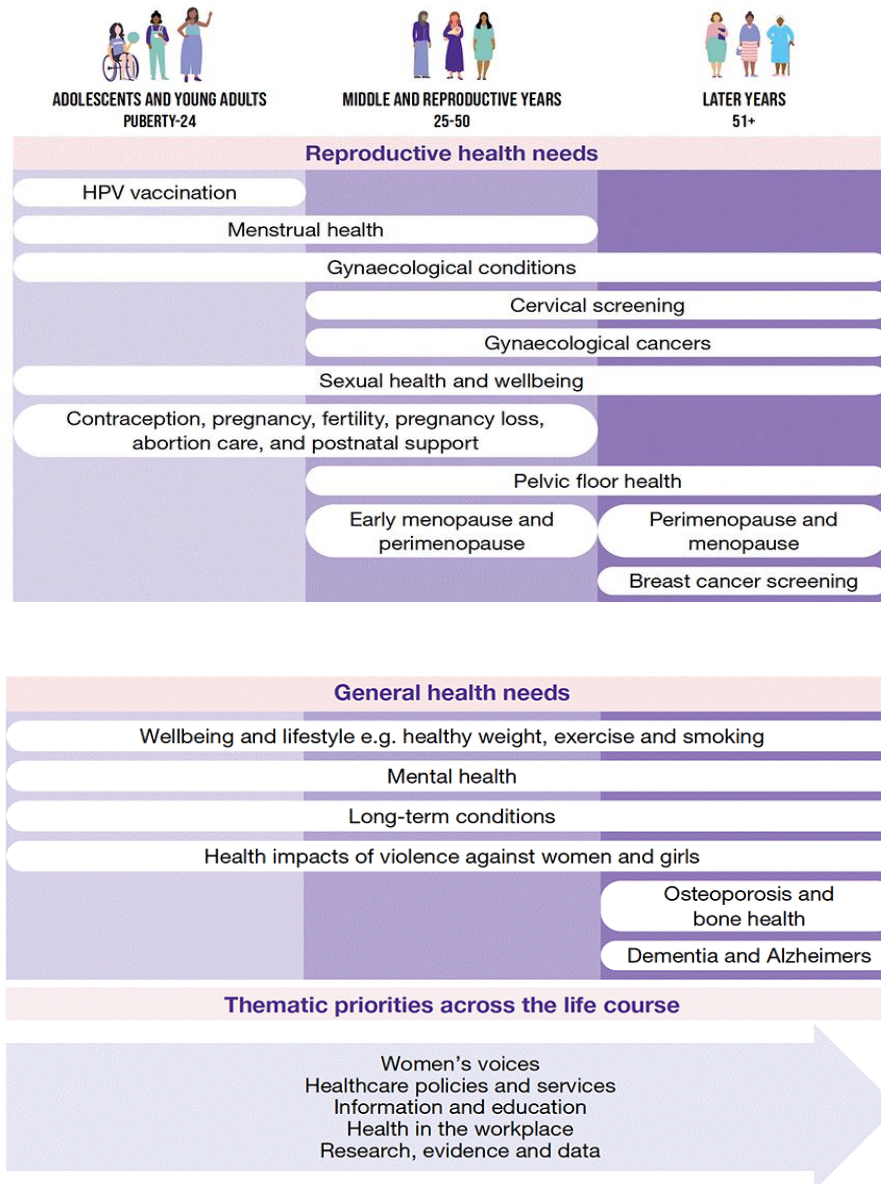 ADOLESCENTS AND YOUNG ADULTS
PUBERTY-24
MIDDLE AND REPRODUCTIVE YEARS
25-50
LATER YEARS
51+
Reproductive health needs
HPV vaccination
Menstrual health
Gynaecological conditions
Cervical screening
Gynaecological cancers
Sexual health and wellbeing
Contraception, pregnancy, fertility, pregnancy loss,
abortion care, and postnatal support
Pelvic floor health
Early menopause and
perimenopause
Perimenopause and
menopause
Breast cancer screening
General health needs
Wellbeing and lifestyle e.g. healthy weight, exercise and smoking
Mental health
Long-term conditions
Health impacts of violence against women and girls
Osteoporosis and
bone health
Dementia and Alzheimers
Thematic priorities across the life course
Women’s voices
Healthcare policies and services
Information and education
Health in the workplace
Research, evidence and data